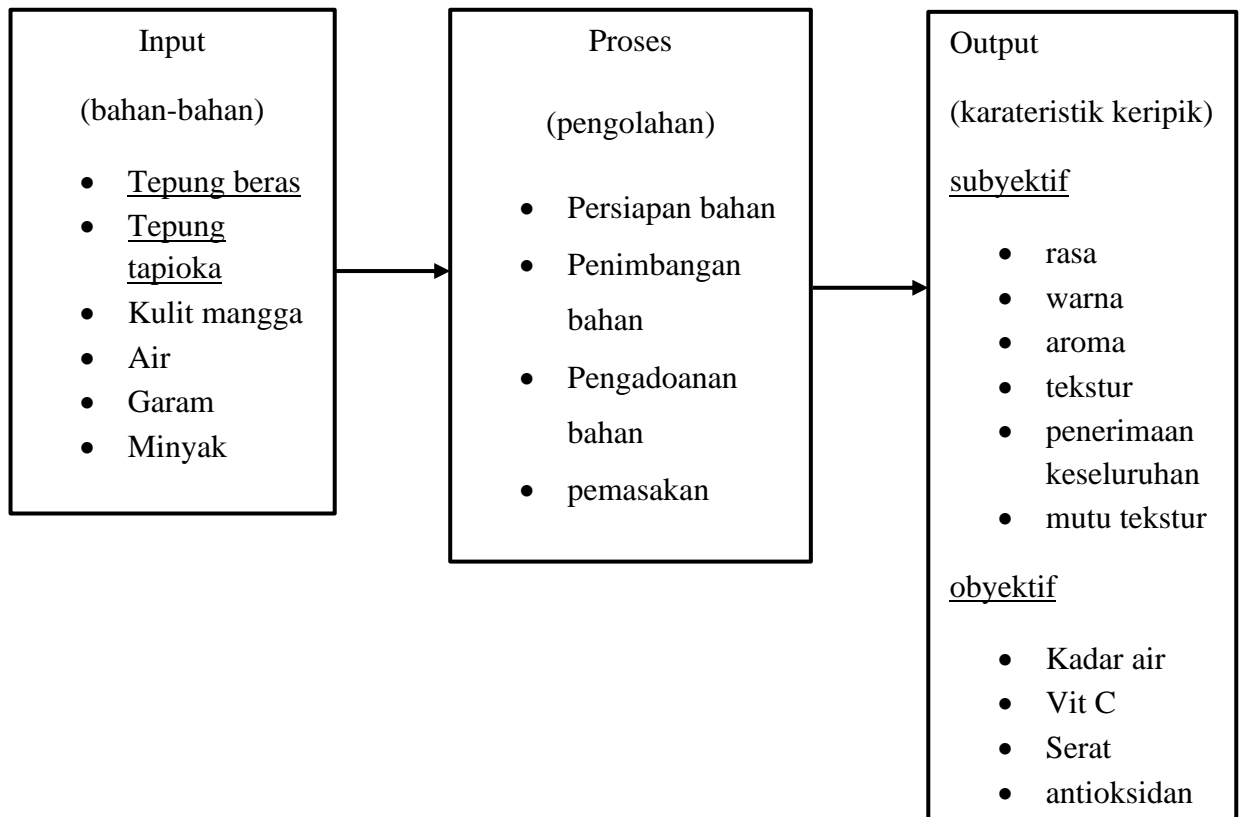 Input
(bahan-bahan)
• Tepung beras
• Tepung
tapioka
• Kulit mangga
• Air
• Garam
• Minyak
Proses
(pengolahan)
• Persiapan bahan
• Penimbangan
bahan
• Pengadoanan
bahan
• pemasakan
Output
(karateristik keripik)
subyektif
• rasa
• warna
• aroma
• tekstur
• penerimaan
keseluruhan
• mutu tekstur
obyektif
• Kadar air
• Vit C
• Serat
• antioksidan